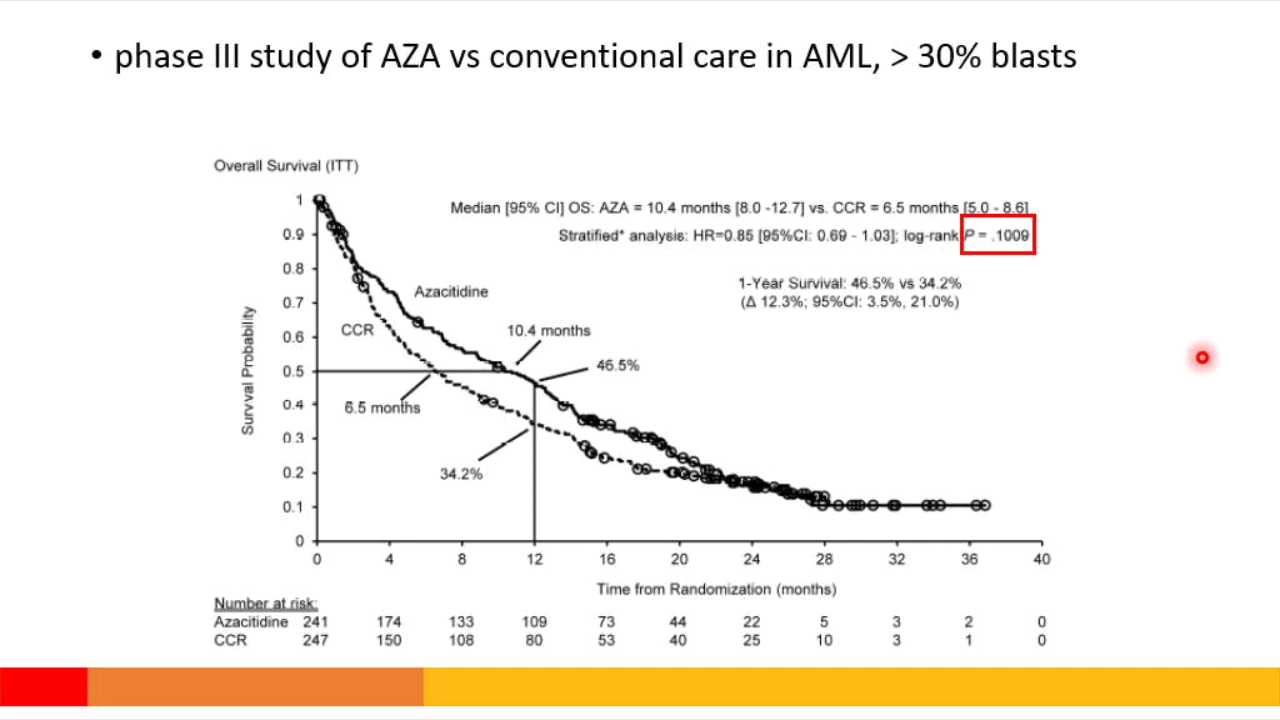 • phase III study of AZA vs conventional care in AML, > 30% blasts
Overall Survival (ITT)
Median [95% CI] OS: AZA = 10.4 months [8.0 -12.7] vs. CCR = 6.5 months [5.0 - 8.6]
Stratified* analysis: HR=0.85 [95%CI: 0.69 - 1.03]; log-rank P = .1009
1-Year Survival: 46.5% vs 34.2%
(Δ 12.3%; 95%CI: 3.5%, 21.0%)
Azacitidine
CCR
10.4 months
46.5%
6.5 months
34.2%
Survival Probability
1
0.9
0.8
0.7
0.6
0.5
0.4
0.3
0.2
0.1
0
0 4 8 12 16 20 24 28 32 36 40
Time from Randomization (months)
Number at risk:
Azacitidine 241 174 133 109 73 44 22 5 3 2 0
CCR 247 150 108 80 53 40 25 10 3 1 0